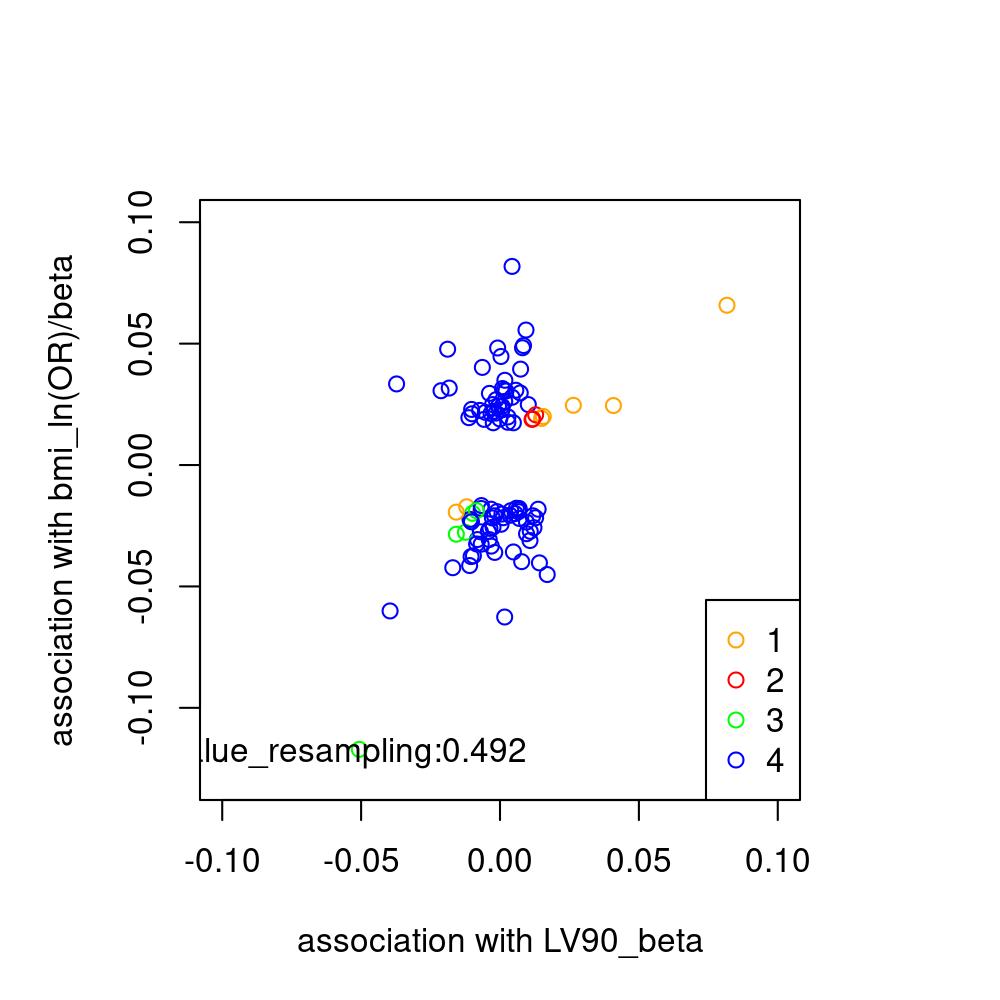 0.10
0.05
0.00
-0.05
-0.10
association with bmi_ln(OR)/beta
1
2
3
4
lue_resampling:0.492
-0.10 -0.05 0.00 0.05 0.10
association with LV90_beta